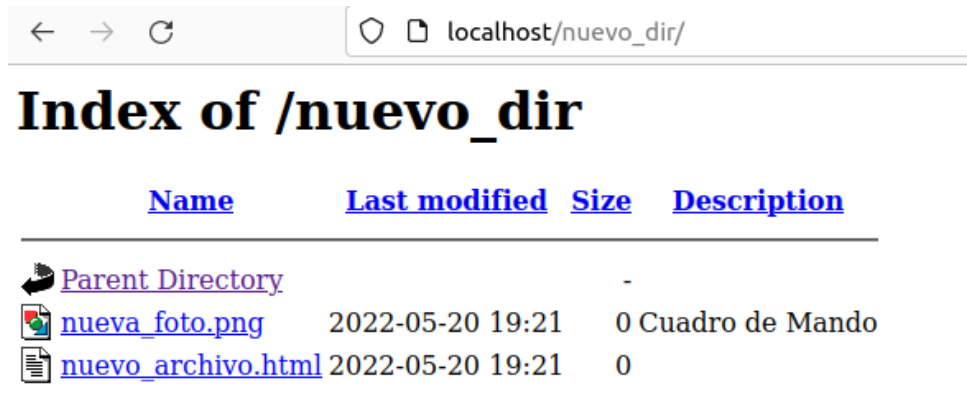 localhost/nuevo_dir/
Index of /nuevo_dir
Name Last modified Size Description
Parent Directory -
nueva_foto.png 2022-05-20 19:21 0 Cuadro de Mando
nuevo_archivo.html 2022-05-20 19:21 0